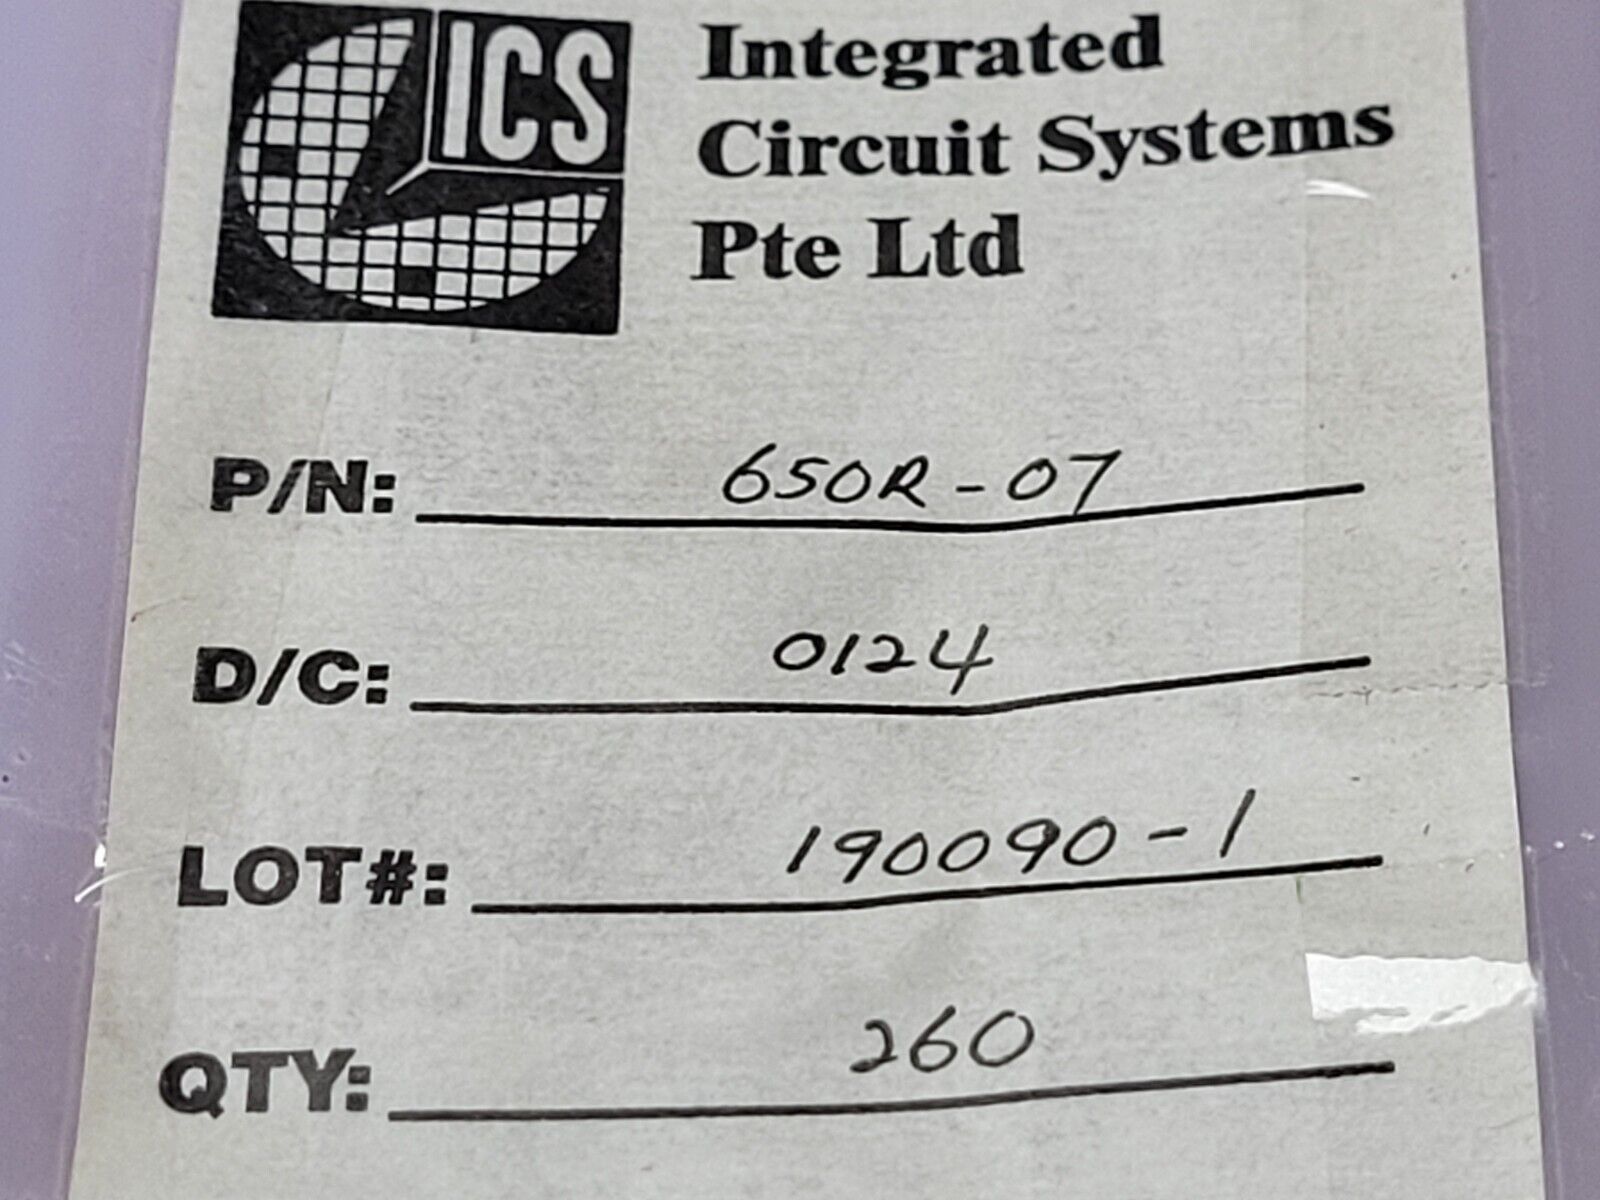 ICS
Integrated
Circuit Systems
Pte Ltd
P/N: 650R-07
D/C: 0124
LOT#: 190090-1
QTY: 260